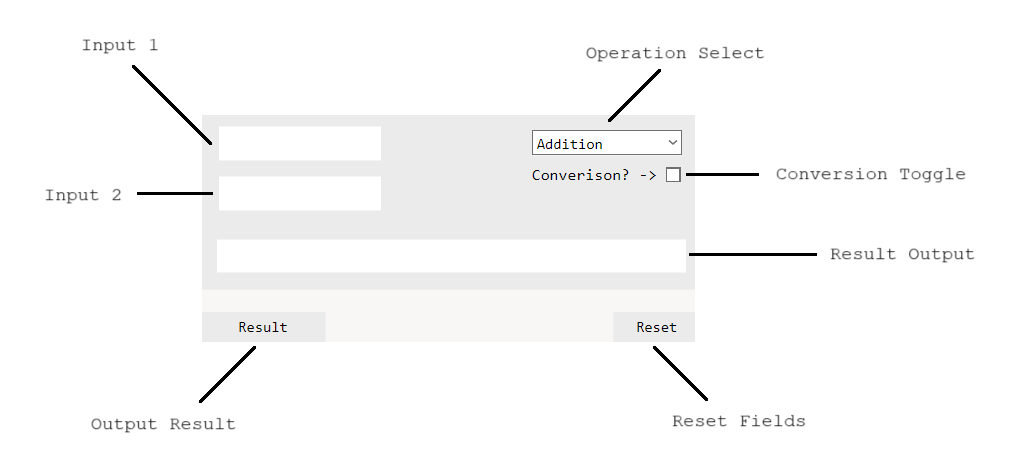 Input 1
Operation Select
Addition
Converison? ->
Conversion Toggle
Input 2
Result Output
Result
Reset
Output Result
Reset Fields